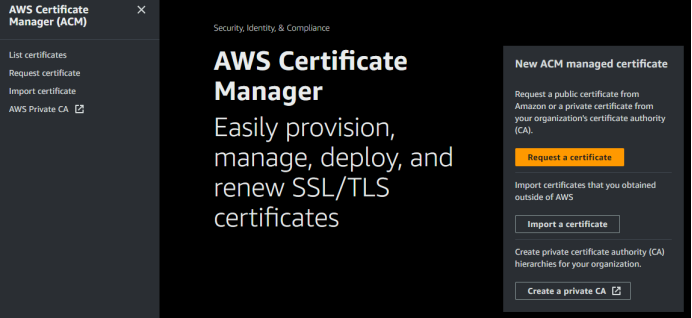 AWS Certificate
Manager (ACM)
List certificates
Request certificate
Import certificate
AWS Private CA
Security, Identity, & Compliance
AWS Certificate
Manager
Easily provision,
manage, deploy, and
renew SSL/TLS
certificates
New ACM managed certificate
Request a public certificate from
Amazon or a private certificate from
your organization's certificate authority
(CA).
Request a certificate
Import certificates that you obtained
outside of AWS
Import a certificate
Create private certificate authority (CA)
hierarchies for your organization.
Create a private CA